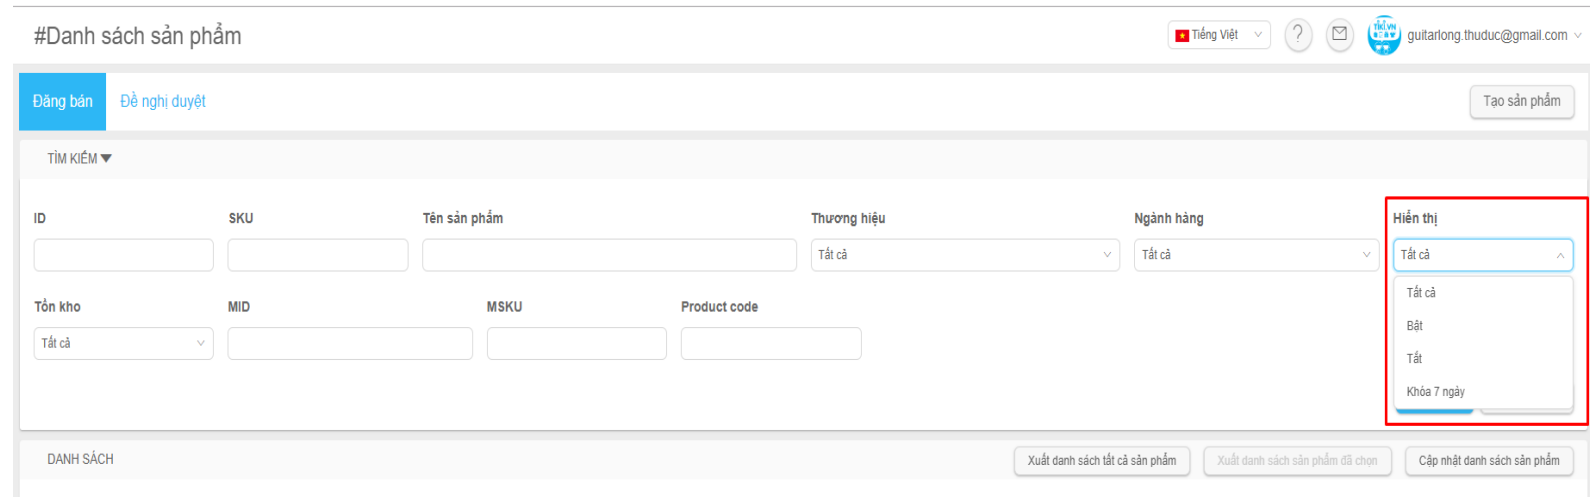 #Danh sách sản phẩm
Tiếng Việt
?
TIKI.VN
guitarlong.thuduc@gmail.com
Đăng bán
Đề nghị duyệt
Tạo sản phẩm
TÌM KIẾM
ID
SKU
Tên sản phẩm
Thương hiệu
Ngành hàng
Hiển thị
Tất cả
Tất cả
Tất cả
Tất cả
Bật
Tắt
Khóa 7 ngày
Tồn kho
MID
MSKU
Product code
Tất cả
DANH SÁCH
Xuất danh sách tất cả sản phẩm
Xuất danh sách sản phẩm đã chọn
Cập nhật danh sách sản phẩm